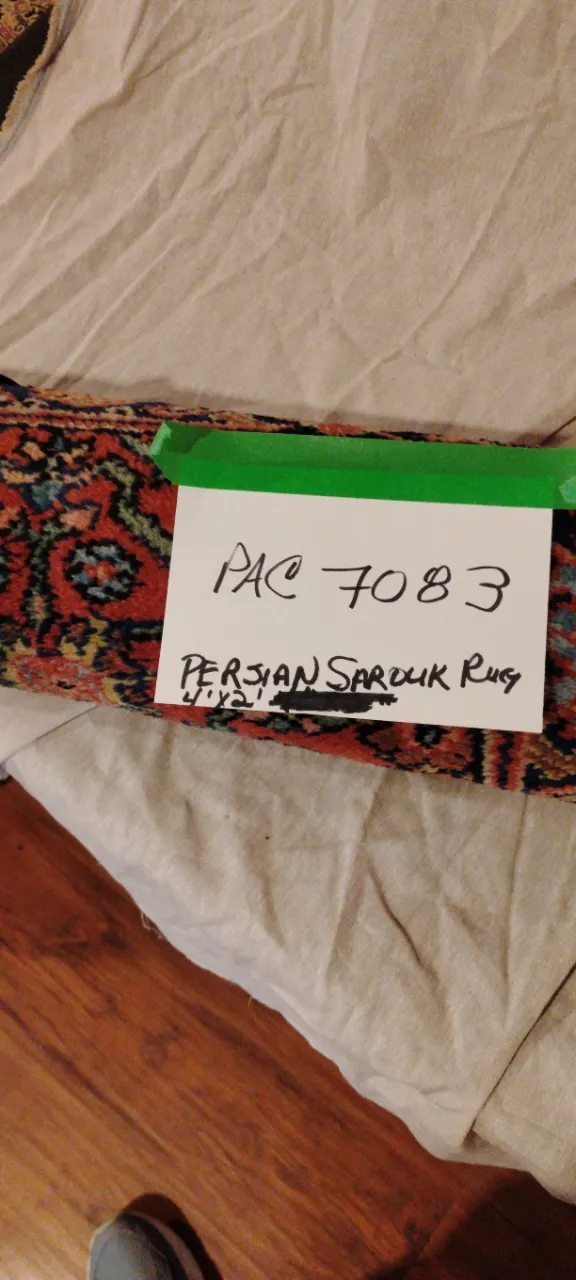 PAC 7083
PERSIAN SAROUK RUG
4'X2'